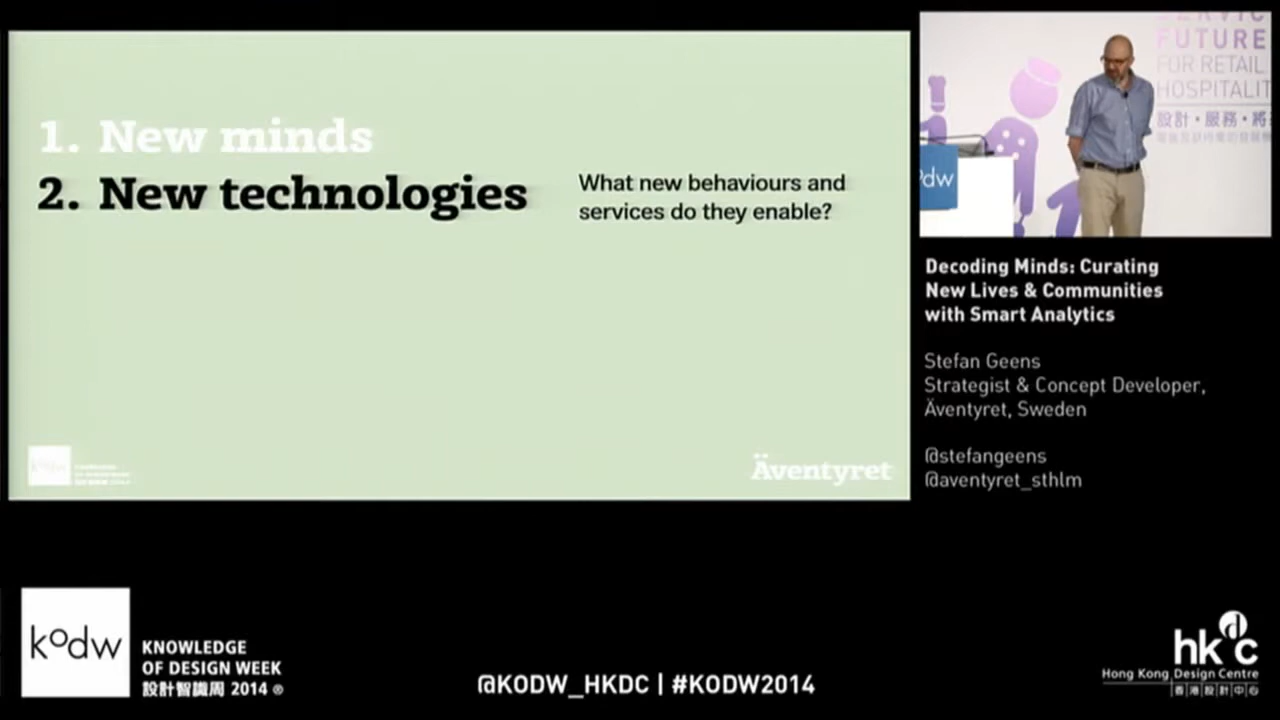 1. New minds
2. New technologies
What new behaviours and
services do they enable?
kodw
Äventyret
FUTURE
FOR RETAIL
HOSPITALIT
設計・服務・將
dw
Decoding Minds: Curating
New Lives & Communities
with Smart Analytics
Stefan Geens
Strategist & Concept Developer,
Äventyret, Sweden
@stefangeens
@aventyret_sthlm
kodw
KNOWLEDGE
OF DESIGN WEEK
設計智識周 2014 ®
@KODW_HKDC | #KODW2014
hkdc
Hong Kong Design Centre
香港設計中心